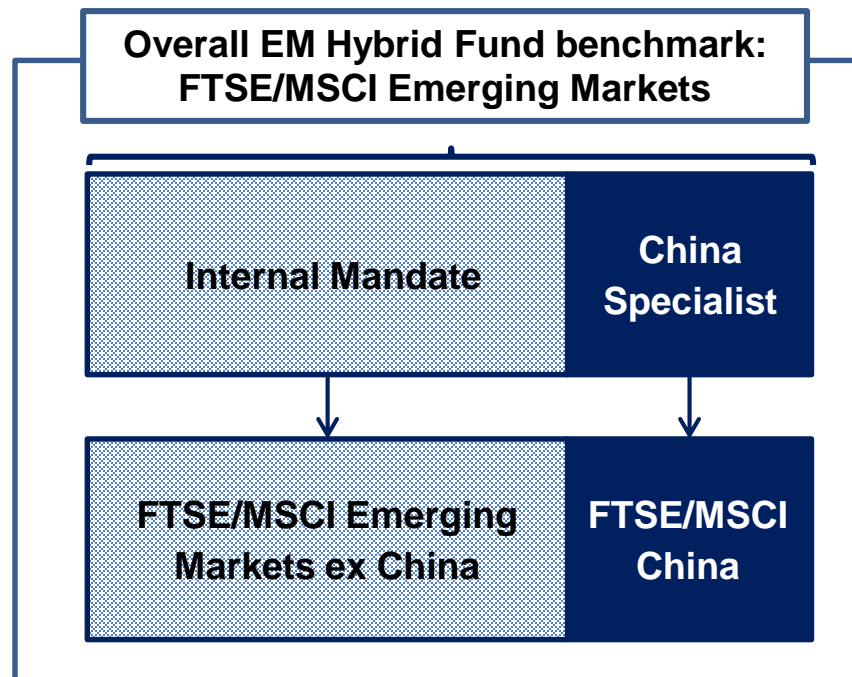 Overall EM Hybrid Fund benchmark:
FTSE/MSCI Emerging Markets
Internal Mandate
China
Specialist
FTSE/MSCI Emerging
Markets ex China
FTSE/MSCI
China